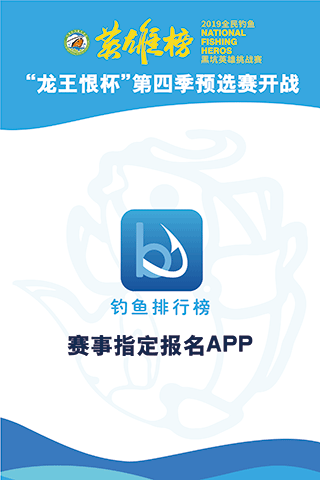 英雄榜
2019全民钓鱼
NATIONAL
FISHING
HEROS
黑坑英雄挑战赛
“龙王恨杯”第四季预选赛开战
b
钓鱼排行榜
赛事指定报名APP